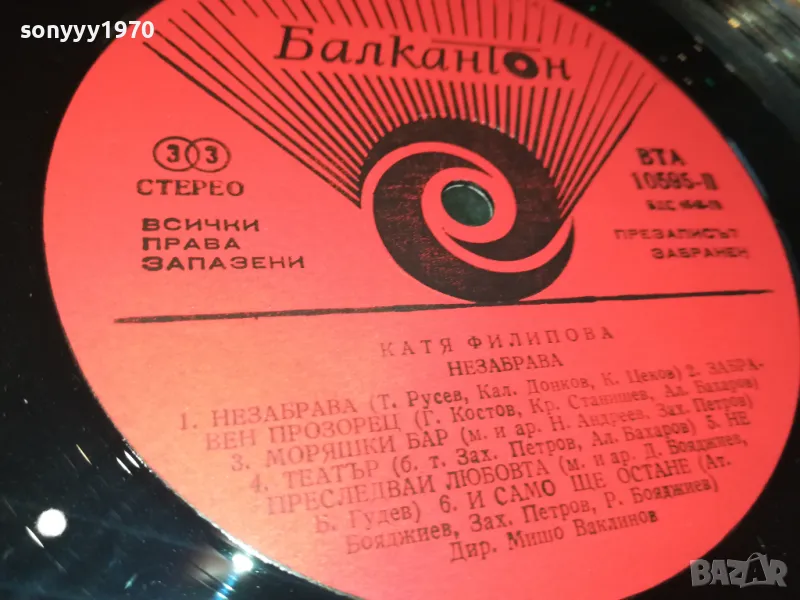 sonyyy1970
Балкантон
33
СТЕРЕО
ВСИЧКИ
ПРАВА
ЗАПАЗЕНИ
ВТА
10595-II
БДС
ПРЕЗАПИСЪТ
ЗАБРАНЕН
КАТЯ ФИЛИПОВА
НЕЗАБРАВА
1. НЕЗАБРАВА (Т. Русев, Кал. Донков, К. Цеков) 2. ЗАБРА-
ВЕН ПРОЗОРЕЦ (Г. Костов, Кр. Станишев, Ал. Бахаров)
3. МОРЯШКИ БАР (м. и ар. Н. Андреев, Зах. Петров)
4. ТЕАТЪР (б. т. Зах. Петров, Ал. Бахаров) 5. НЕ
ПРЕСЛЕДВАЙ ЛЮБОВТА (м. и ар. Д. Бояджиев,
Б. Гудев) 6. И САМО ЩЕ ОСТАНЕ (Ат.
Бояджиев, Зах. Петров, Р. Бояджиев)
Дир. Мишо Ваклинов
BAZAR